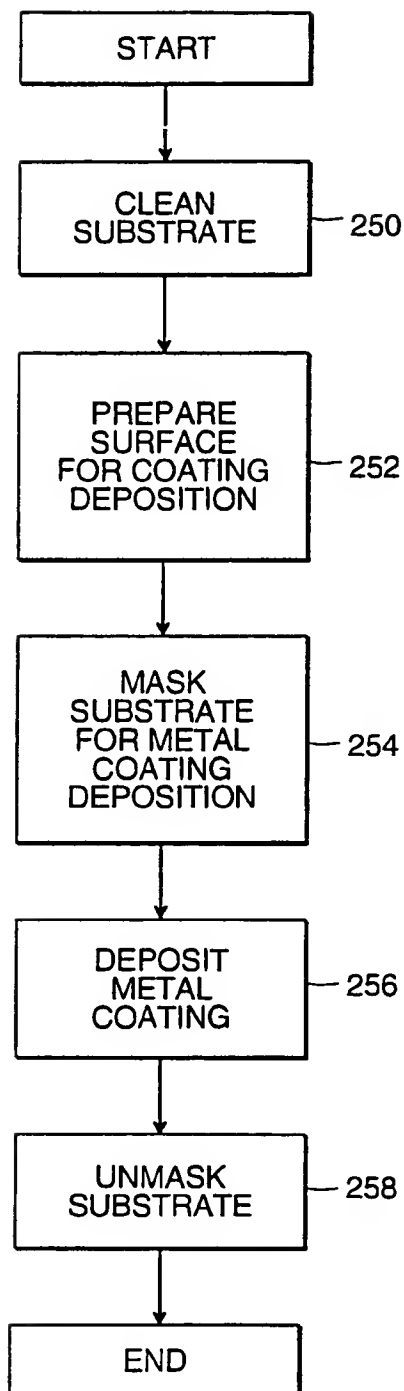 START
CLEAN
SUBSTRATE
250
PREPARE
SURFACE
FOR COATING
DEPOSITION
252
MASK
SUBSTRATE
FOR METAL
COATING
DEPOSITION
254
DEPOSIT
METAL
COATING
256
UNMASK
SUBSTRATE
258
END